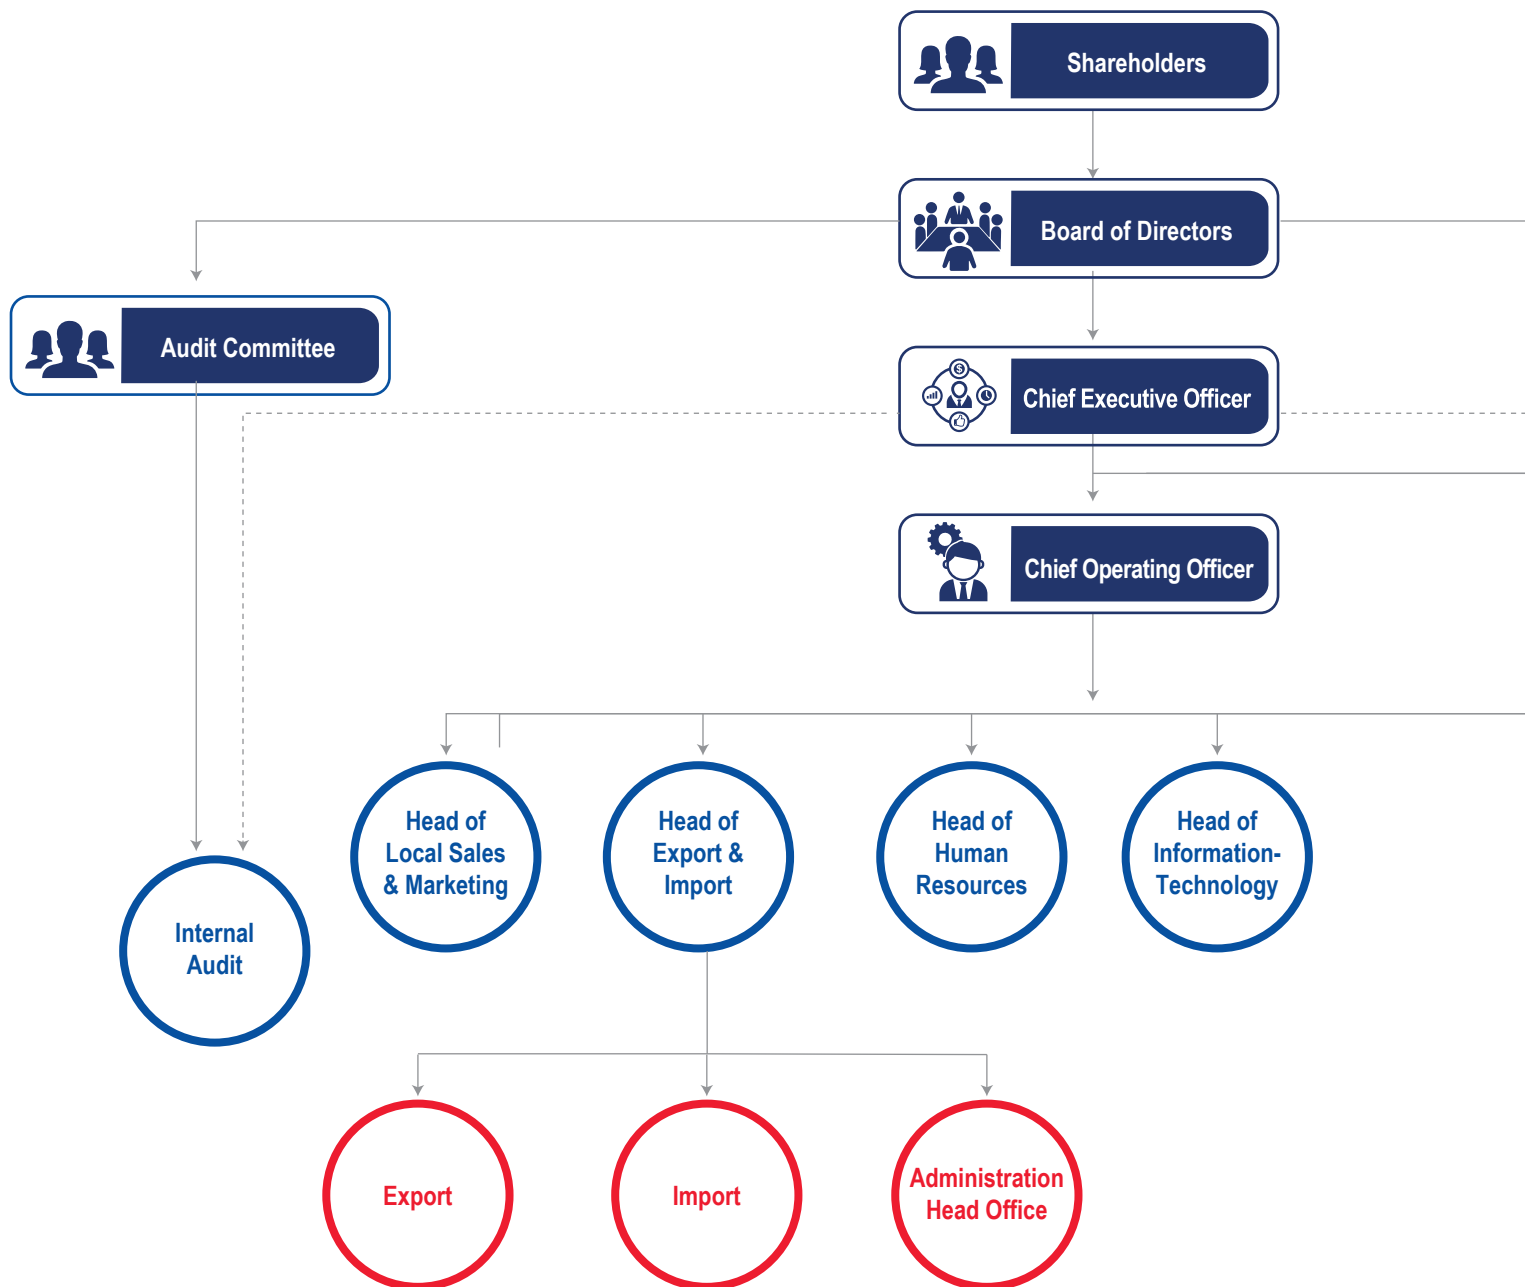 Shareholders
Board of Directors
Audit Committee
Chief Executive Officer
Chief Operating Officer
Head of
Local Sales
& Marketing
Head of
Export &
Import
Head of
Human
Resources
Head of
Information-
Technology
Internal
Audit
Export
Import
Administration
Head Office